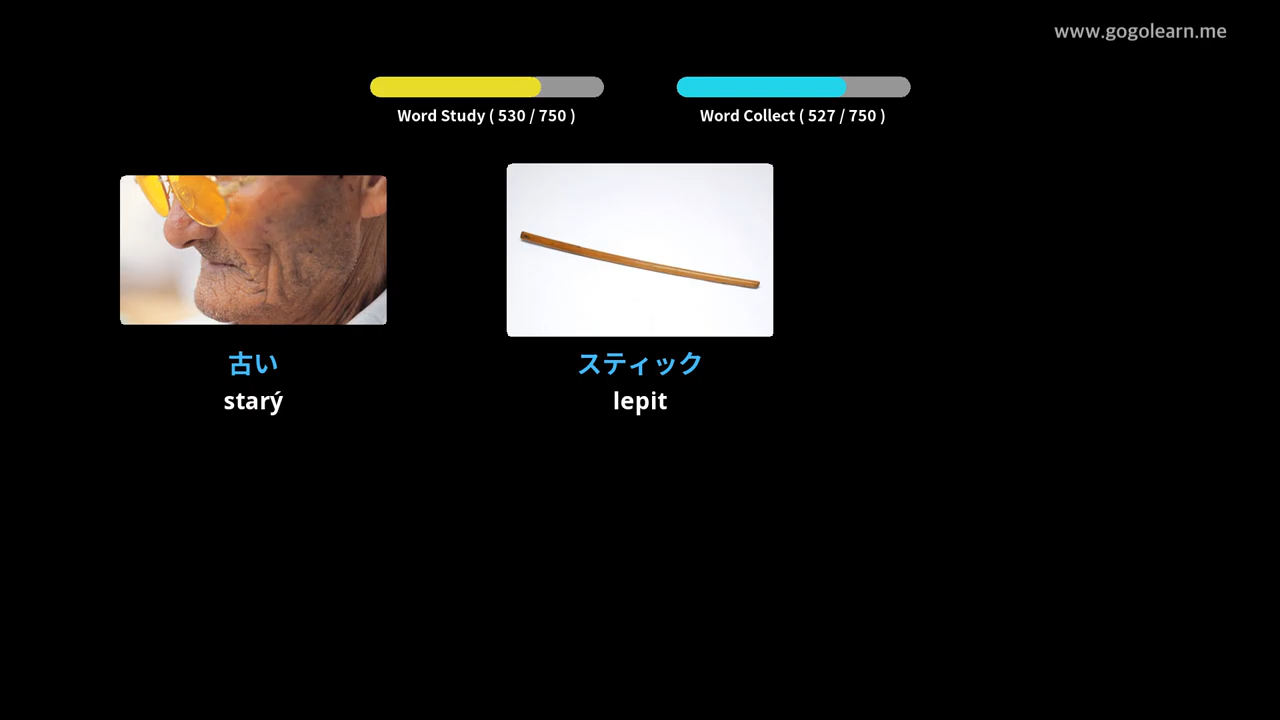 www.gogolearn.me
Word Study ( 530 / 750 )
Word Collect ( 527 / 750 )
古い
starý
スティック
lepit